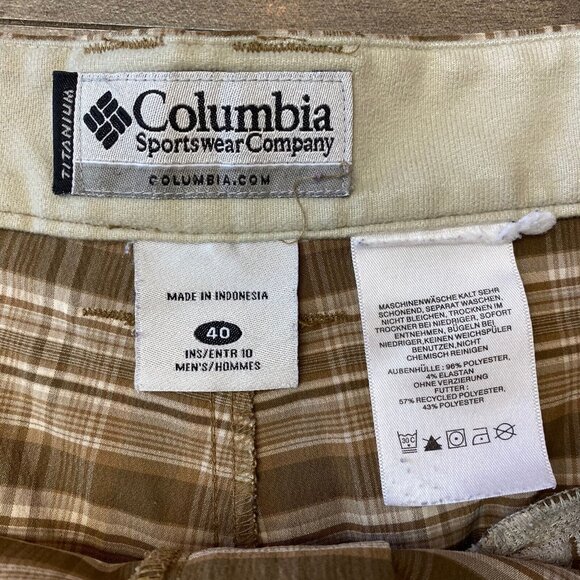 TITANIUM
Columbia
Sportswear Company
COLUMBIA.COM
MADE IN INDONESIA
40
INS/ENTR 10
MEN'S/HOMMES
MASCHINENWÄSCHE KALT SEHR
SCHONEND, SEPARAT WASCHEN,
NICHT BLEICHEN, TROCKNEN IM
TROCKNER BEI NIEDRIGER, SOFORT
ENTNEHMEN, BÜGELN BEI
NIEDRIGER,KEINEN WEICHSPÜLER
BENUTZEN,NICHT
CHEMISCH REINIGEN
AUßENHÜLLE : 96% POLYESTER,
4% ELASTAN
OHNE VERZIERUNG
FUTTER :
57% RECYCLED POLYESTER,
43% POLYESTER
30C